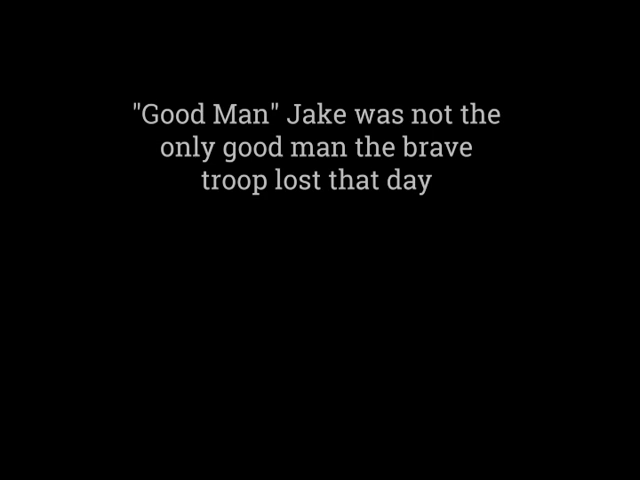 "Good Man" Jake was not the
only good man the brave
troop lost that day